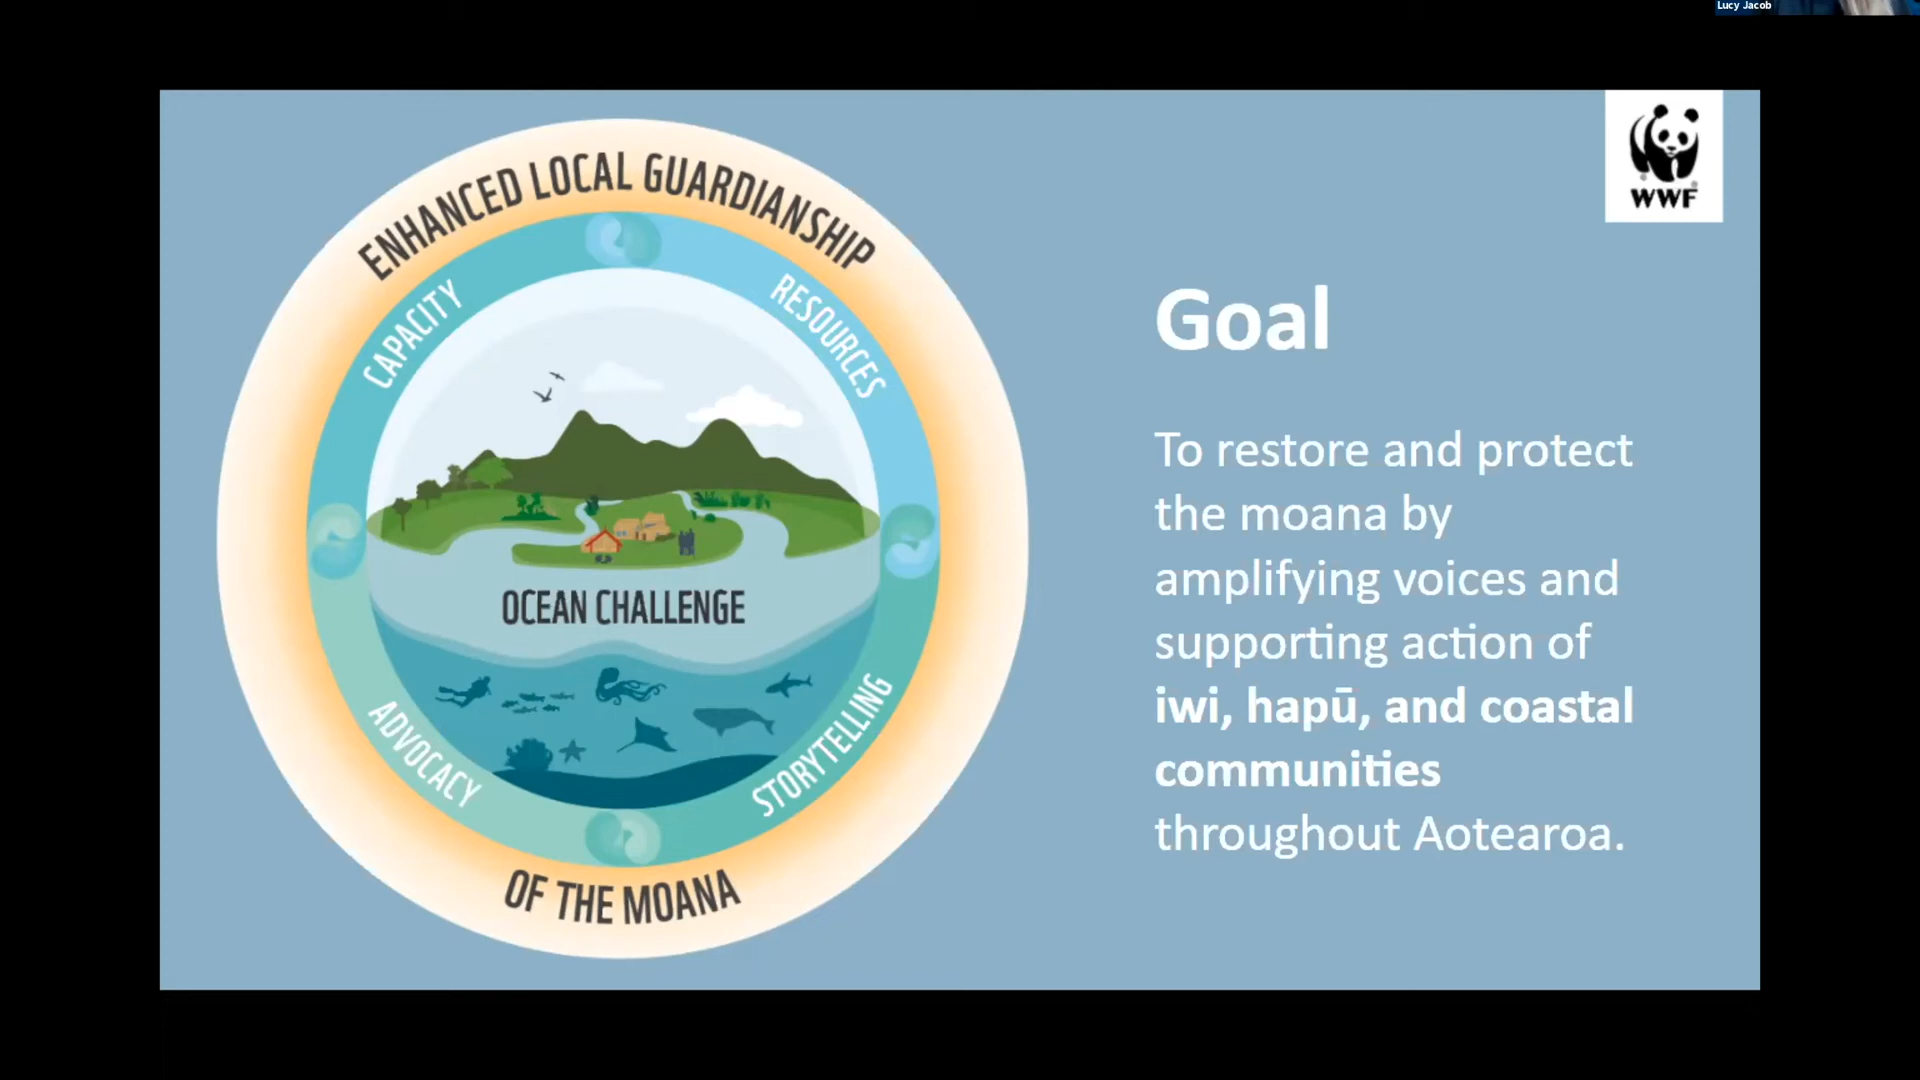 Lucy Jacob
WWF
ENHANCED LOCAL GUARDIANSHIP
CAPACITY
RESOURCES
OCEAN CHALLENGE
ADVOCACY
STORYTELLING
OF THE MOANA
Goal
To restore and protect
the moana by
amplifying voices and
supporting action of
iwi, hapū, and coastal
communities
throughout Aotearoa.